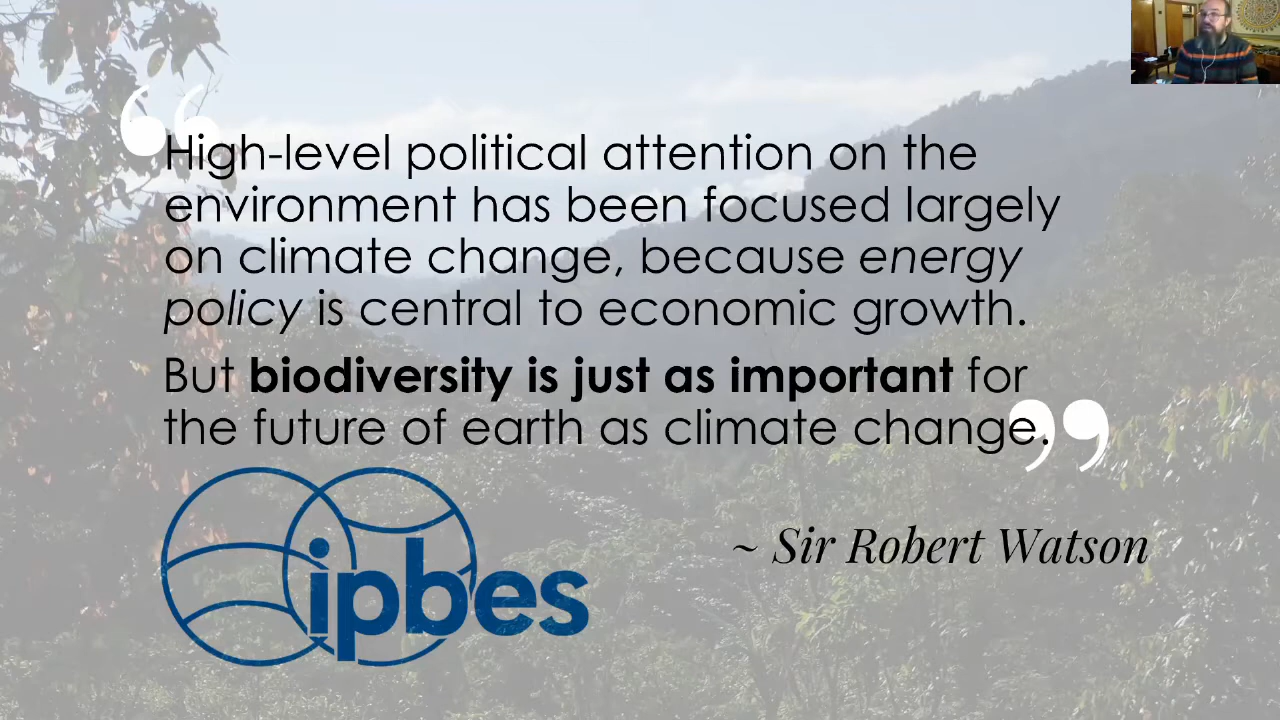 “High-level political attention on the
environment has been focused largely
on climate change, because energy
policy is central to economic growth.
But biodiversity is just as important for
the future of earth as climate change.”
~ Sir Robert Watson
ipbes